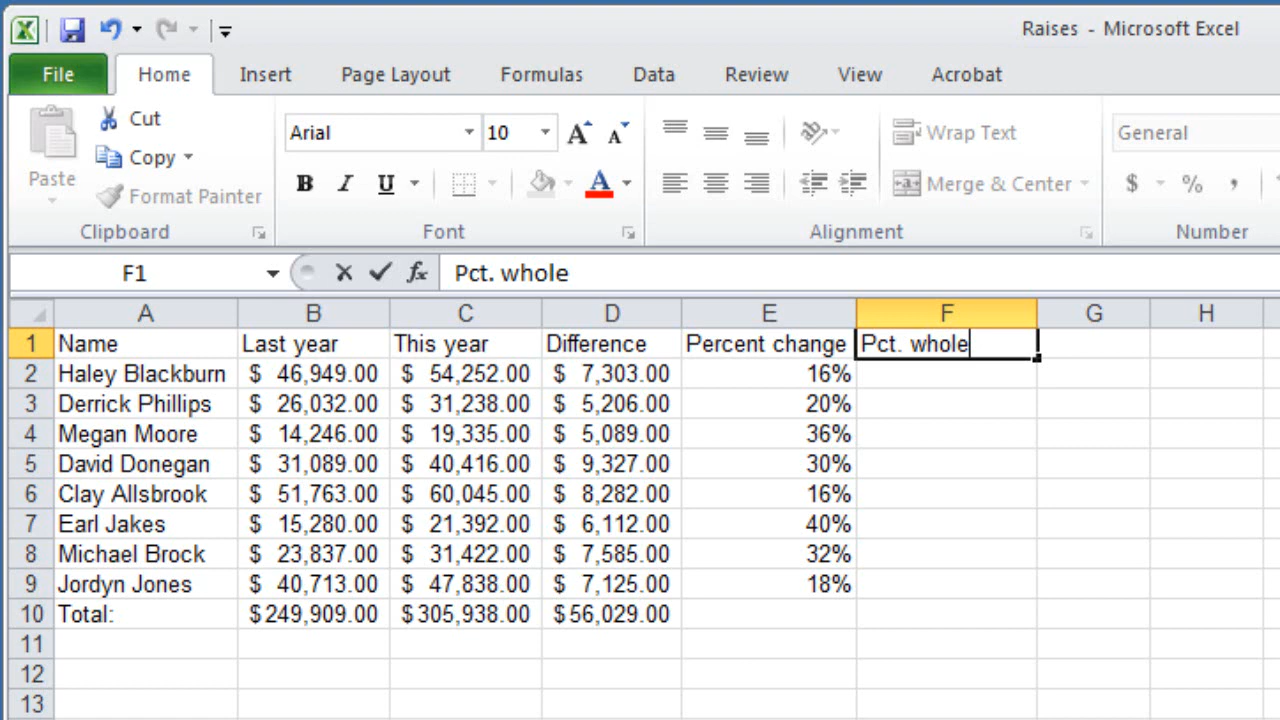 Raises - Microsoft Excel
File Home Insert Page Layout Formulas Data Review View Acrobat
Cut
Copy
Format Painter
Paste
Arial 10
B I U A
Wrap Text
Merge & Center
General
$ % ,
Clipboard Font Alignment Number
F1 fx Pct. whole
A B C D E F G H
1 Name Last year This year Difference Percent change Pct. whole
2 Haley Blackburn $ 46,949.00 $ 54,252.00 $ 7,303.00 16%
3 Derrick Phillips $ 26,032.00 $ 31,238.00 $ 5,206.00 20%
4 Megan Moore $ 14,246.00 $ 19,335.00 $ 5,089.00 36%
5 David Donegan $ 31,089.00 $ 40,416.00 $ 9,327.00 30%
6 Clay Allsbrook $ 51,763.00 $ 60,045.00 $ 8,282.00 16%
7 Earl Jakes $ 15,280.00 $ 21,392.00 $ 6,112.00 40%
8 Michael Brock $ 23,837.00 $ 31,422.00 $ 7,585.00 32%
9 Jordyn Jones $ 40,713.00 $ 47,838.00 $ 7,125.00 18%
10 Total: $249,909.00 $305,938.00 $56,029.00
11
12
13